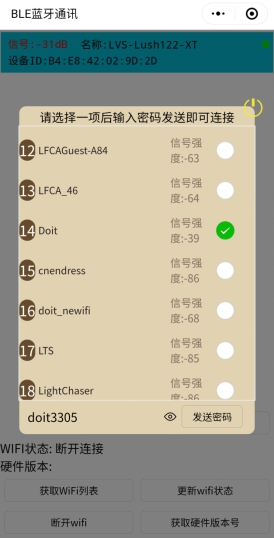 BLE蓝牙通讯
信号:-31dB 名称:LVS-Lush122-XT
设备ID:B4:E8:42:02:9D:2D
请选择一项后输入密码发送即可连接
12 LFCAGuest-A84 信号强
度:-63
13 LFCA_46 信号强
度:-64
14 Doit 信号强
度:-39
15 cnendress 信号强
度:-86
16 doit_newifi 信号强
度:-68
17 LTS 信号强
度:-85
18 LightChaser 信号强
度:-86
doit3305 发送密码
WIFI状态: 断开连接
硬件版本:
获取WiFi列表 更新wifi状态
断开wifi 获取硬件版本号